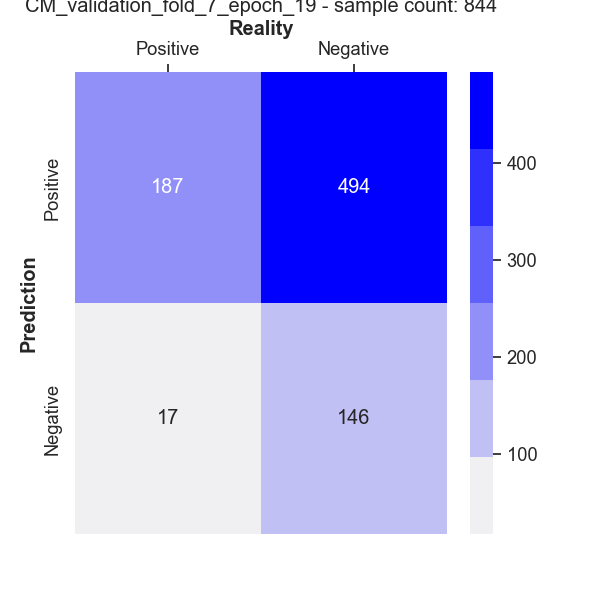 CM_validation_fold_7_epoch_19 - sample count: 844
Reality
Positive Negative
Prediction
Positive
187 494
Negative
17 146
400
300
200
100